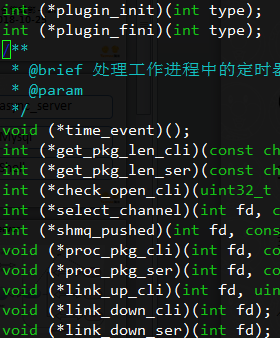 int (*plugin_init)(int type);
int (*plugin_fini)(int type);
/**
* @brief 处理工作进程中的定时器
* @param
*/
void (*time_event)();
int (*get_pkg_len_cli)(const ch
int (*get_pkg_len_ser)(const ch
int (*check_open_cli)(uint32_t
int (*select_channel)(int fd, c
int (*shmq_pushed)(int fd, cons
void (*proc_pkg_cli)(int fd, co
void (*proc_pkg_ser)(int fd, co
void (*link_up_cli)(int fd, uin
void (*link_down_cli)(int fd);
void (*link_down_ser)(int fd);